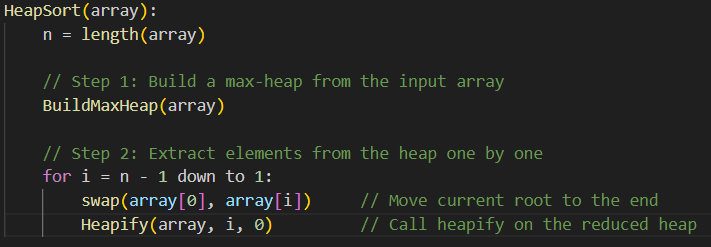 HeapSort(array):
n = length(array)
// Step 1: Build a max-heap from the input array
BuildMaxHeap(array)
// Step 2: Extract elements from the heap one by one
for i = n - 1 down to 1:
swap(array[0], array[i]) // Move current root to the end
Heapify(array, i, 0) // Call heapify on the reduced heap